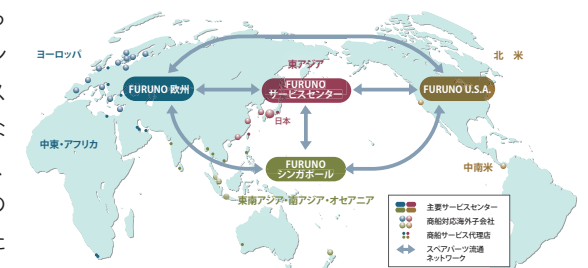 ヨーロッパ
北 米
東アジア
FURUNO 欧州
FURUNO
サービスセンター
FURUNO U.S.A.
日本
中東・アフリカ
FURUNO
シンガポール
中南米
東南アジア・南アジア・オセアニア
主要サービスセンター
商船対応海外子会社
商船サービス代理店
スペアパーツ流通
ネットワーク